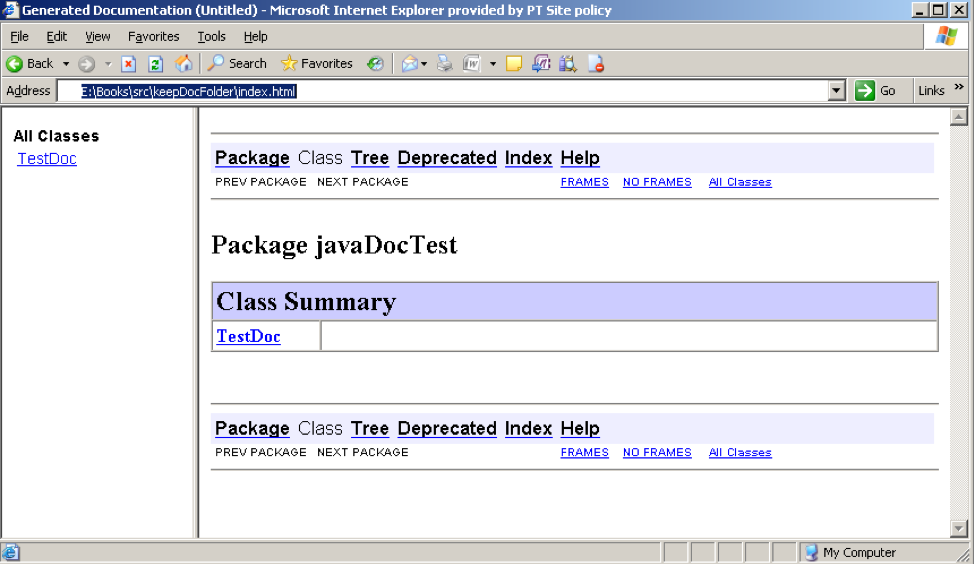 Generated Documentation (Untitled) - Microsoft Internet Explorer provided by PT Site policy
File Edit View Favorites Tools Help
Back Search Favorites
Address E:\Books\src\keepDocFolder\index.html Go Links »
All Classes
TestDoc
Package Class Tree Deprecated Index Help
PREV PACKAGE NEXT PACKAGE FRAMES NO FRAMES All Classes
Package javaDocTest
Class Summary
TestDoc
Package Class Tree Deprecated Index Help
PREV PACKAGE NEXT PACKAGE FRAMES NO FRAMES All Classes
My Computer